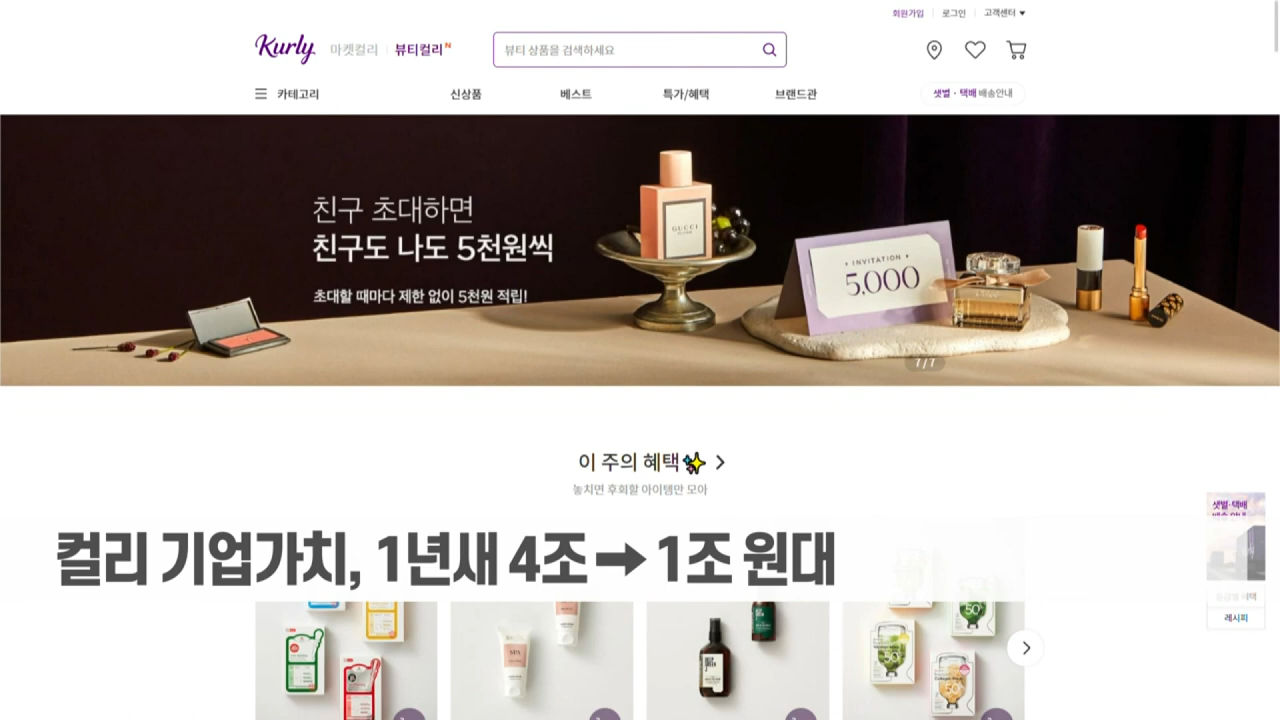 회원가입 로그인 고객센터
Kurly 마켓컬리 뷰티컬리 N
뷰티 상품을 검색하세요
카테고리 신상품 베스트 특가/혜택 브랜드관 샛별·택배 배송안내
친구 초대하면
친구도 나도 5천원씩
초대할 때마다 제한 없이 5천원 적립!
GUCCI
INVITATION
5,000
1/1
이 주의 혜택
놓치면 후회할 아이템만 모아
샛별·택배
컬리 기업가치, 1년새 4조 → 1조 원대
레시피
SPA
50
50
50